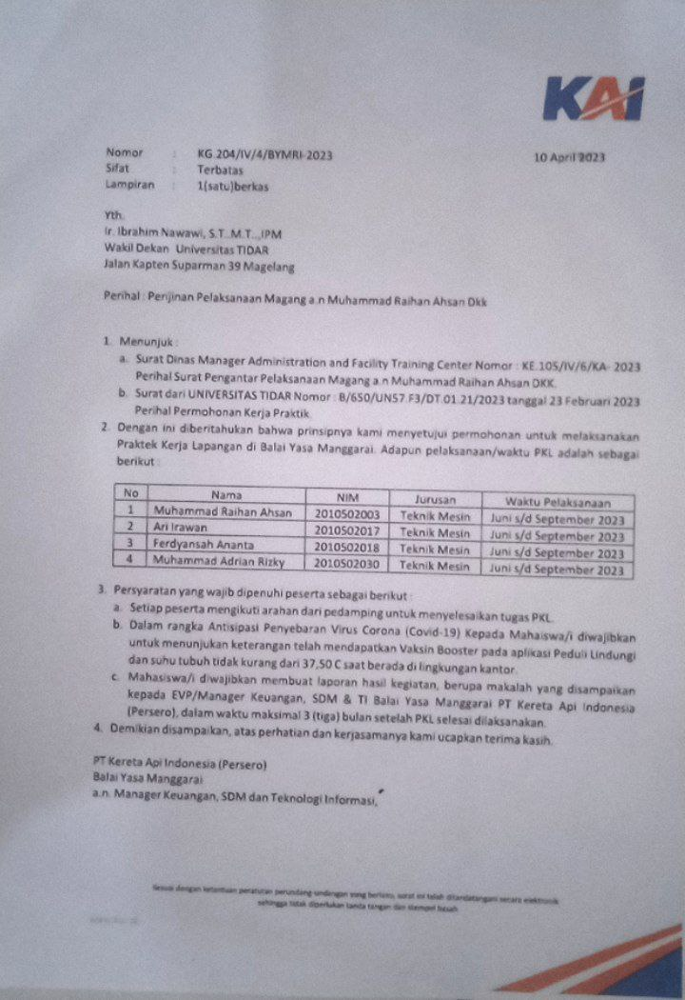 KAI
Nomor : KG.204/IV/4/BYMRI-2023 10 April 2023
Sifat : Terbatas
Lampiran : 1(satu)berkas
Yth.
Ir. Ibrahim Nawawi, S.T.,M.T.,.,IPM
Wakil Dekan Universitas TIDAR
Jalan Kapten Suparman 39 Magelang
Perihal : Perijinan Pelaksanaan Magang a.n Muhammad Raihan Ahsan Dkk
1. Menunjuk :
a. Surat Dinas Manager Administration and Facility Training Center Nomor : KE.105/IV/6/KA- 2023
Perihal Surat Pengantar Pelaksanaan Magang a.n Muhammad Raihan Ahsan DKK.
b. Surat dari UNIVERSITAS TIDAR Nomor : B/650/UN57.F3/DT.01.21/2023 tanggal 23 Februari 2023
Perihal Permohonan Kerja Praktik
2. Dengan ini diberitahukan bahwa prinsipnya kami menyetujui permohonan untuk melaksanakan
Praktek Kerja Lapangan di Balai Yasa Manggarai. Adapun pelaksanaan/waktu PKL adalah sebagai
berikut :
No Nama NIM Jurusan Waktu Pelaksanaan
1 Muhammad Raihan Ahsan 2010502003 Teknik Mesin Juni s/d September 2023
2 Ari Irawan 2010502017 Teknik Mesin Juni s/d September 2023
3 Ferdyansah Ananta 2010502018 Teknik Mesin Juni s/d September 2023
4 Muhammad Adrian Rizky 2010502030 Teknik Mesin Juni s/d September 2023
3. Persyaratan yang wajib dipenuhi peserta sebagai berikut :
a. Setiap peserta mengikuti arahan dari pedamping untuk menyelesaikan tugas PKL.
b. Dalam rangka Antisipasi Penyebaran Virus Corona (Covid-19) Kepada Mahaiswa/i diwajibkan
untuk menunjukan keterangan telah mendapatkan Vaksin Booster pada aplikasi Peduli Lindungi
dan suhu tubuh tidak kurang dari 37,50 C saat berada di lingkungan kantor.
c. Mahasiswa/i diwajibkan membuat laporan hasil kegiatan, berupa makalah yang disampaikan
kepada EVP/Manager Keuangan, SDM & TI Balai Yasa Manggarai PT Kereta Api Indonesia
(Persero), dalam waktu maksimal 3 (tiga) bulan setelah PKL selesai dilaksanakan.
4. Demikian disampaikan, atas perhatian dan kerjasamanya kami ucapkan terima kasih.
PT Kereta Api Indonesia (Persero)
Balai Yasa Manggarai
a.n. Manager Keuangan, SDM dan Teknologi Informasi,
Sesuai dengan ketentuan peraturan perundang-undangan yang berlaku, surat ini telah ditandatangani secara elektronik
sehingga tidak diperlukan tanda tangan dan stempel basah